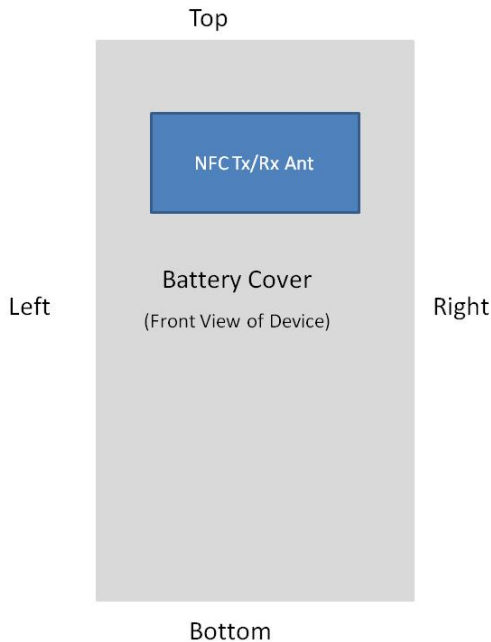 Top
NFC Tx/Rx Ant
Battery Cover
Left
Right
(Front View of Device)
Bottom